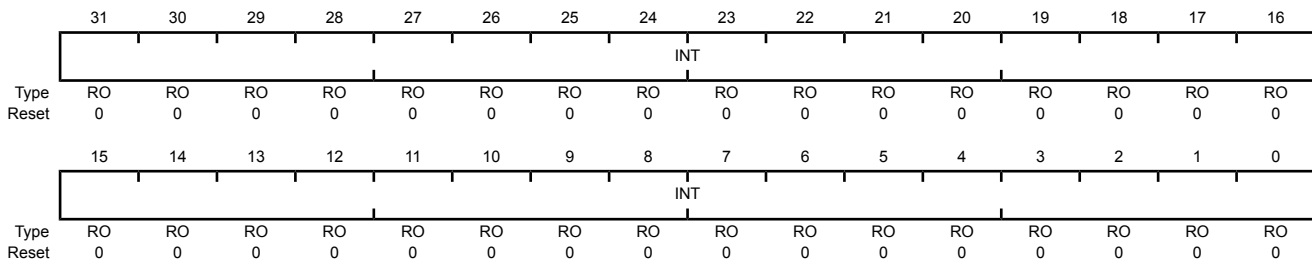 31 30 29 28 27 26 25 24 23 22 21 20 19 18 17 16
INT
Type RO RO RO RO RO RO RO RO RO RO RO RO RO RO RO RO
Reset 0 0 0 0 0 0 0 0 0 0 0 0 0 0 0 0
15 14 13 12 11 10 9 8 7 6 5 4 3 2 1 0
INT
Type RO RO RO RO RO RO RO RO RO RO RO RO RO RO RO RO
Reset 0 0 0 0 0 0 0 0 0 0 0 0 0 0 0 0